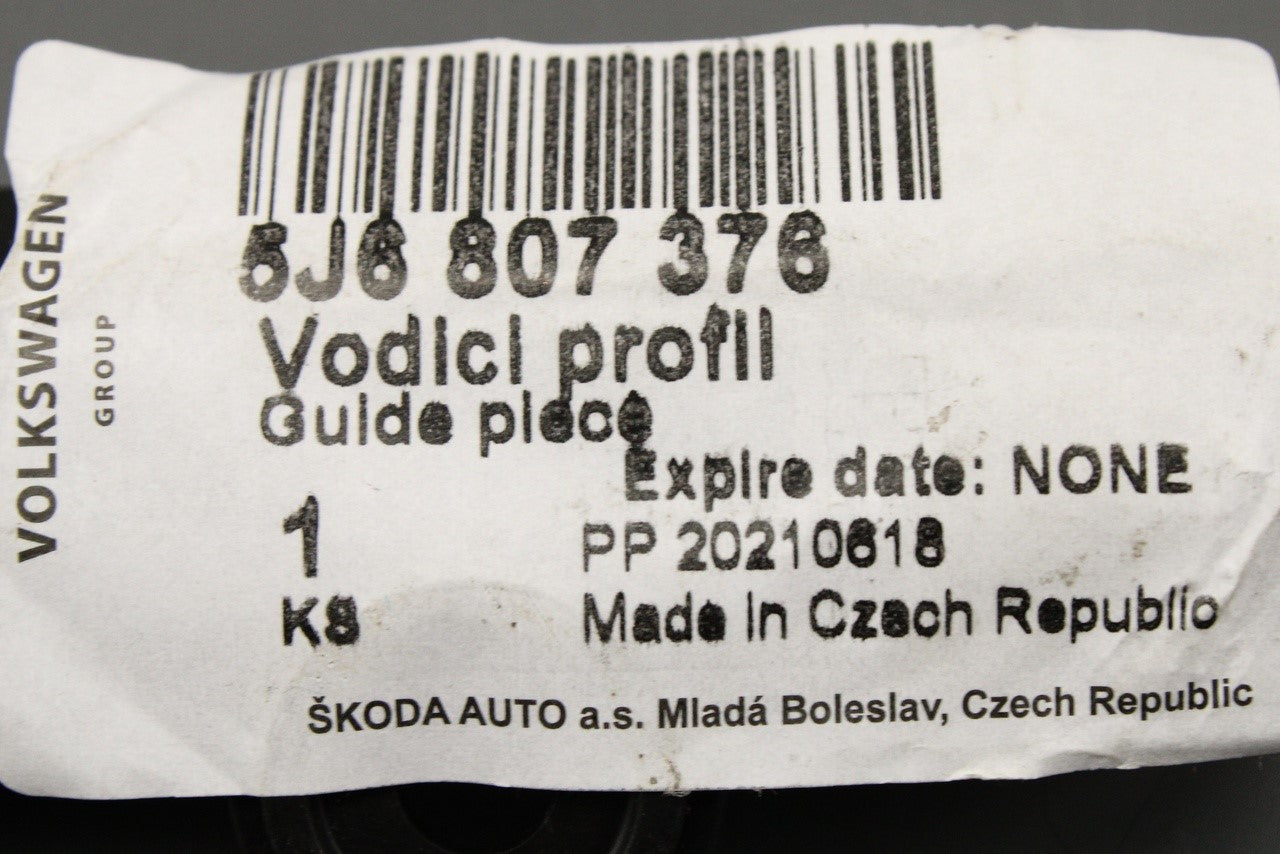 VOLKSWAGEN
GROUP
5J6 807 376
Vodici profil
Guide piece
Expire date: NONE
1
PP 20210618
K8
Made in Czech Republic
ŠKODA AUTO a.s. Mladá Boleslav, Czech Republic